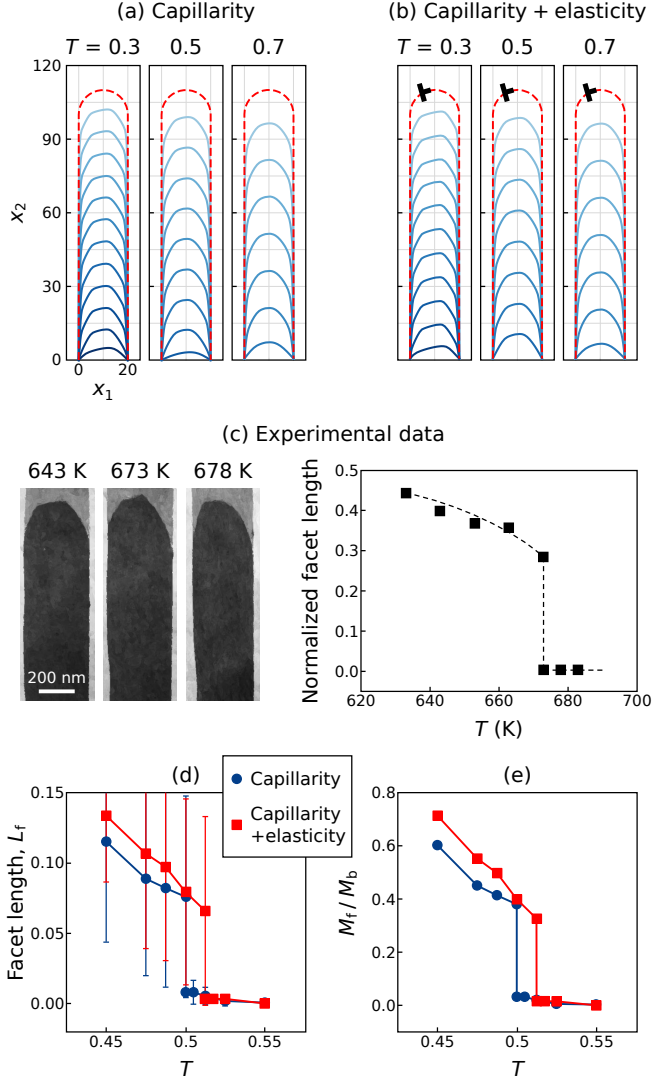 (a) Capillarity
T = 0.3 0.5 0.7
120
90
60
30
0
x₂
0 20
x₁
(b) Capillarity + elasticity
T = 0.3 0.5 0.7
(c) Experimental data
643 K 673 K 678 K
200 nm
0.5
0.4
0.3
0.2
0.1
0.0
Normalized facet length
620 640 660 680 700
T (K)
(d)
Capillarity
Capillarity
+elasticity
0.15
0.10
0.05
0.00
Facet length, L_f
0.45 0.5 0.55
T
(e)
0.8
0.6
0.4
0.2
0.0
M_f / M_b
0.45 0.5 0.55
T